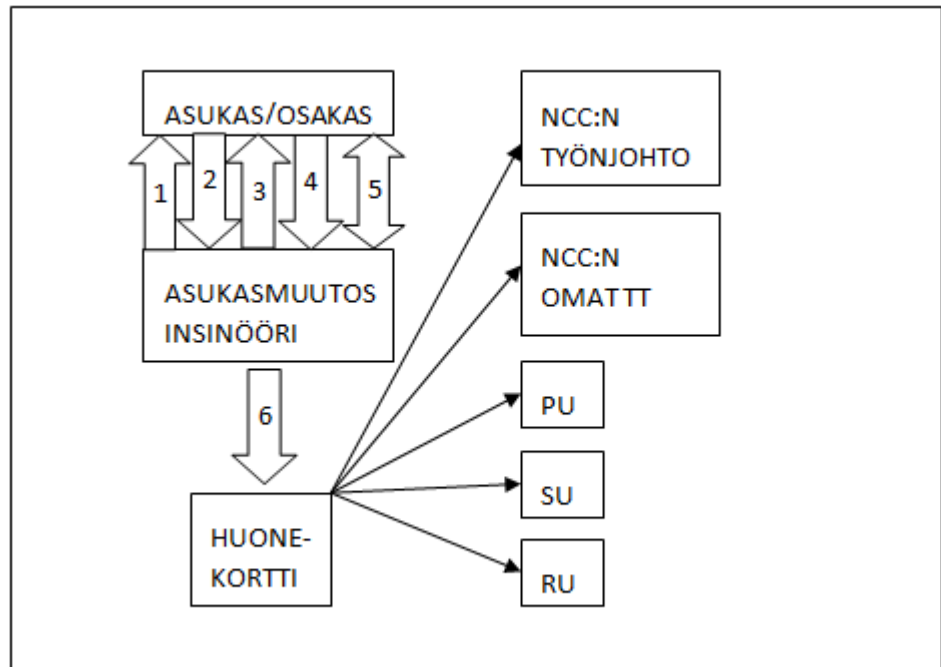 ASUKAS/OSAKAS
1
2
3
4
5
ASUKASMUUTOS
INSINÖÖRI
6
HUONE-
KORTTI
NCC:N
TYÖNJOHTO
NCC:N
OMAT TT
PU
SU
RU